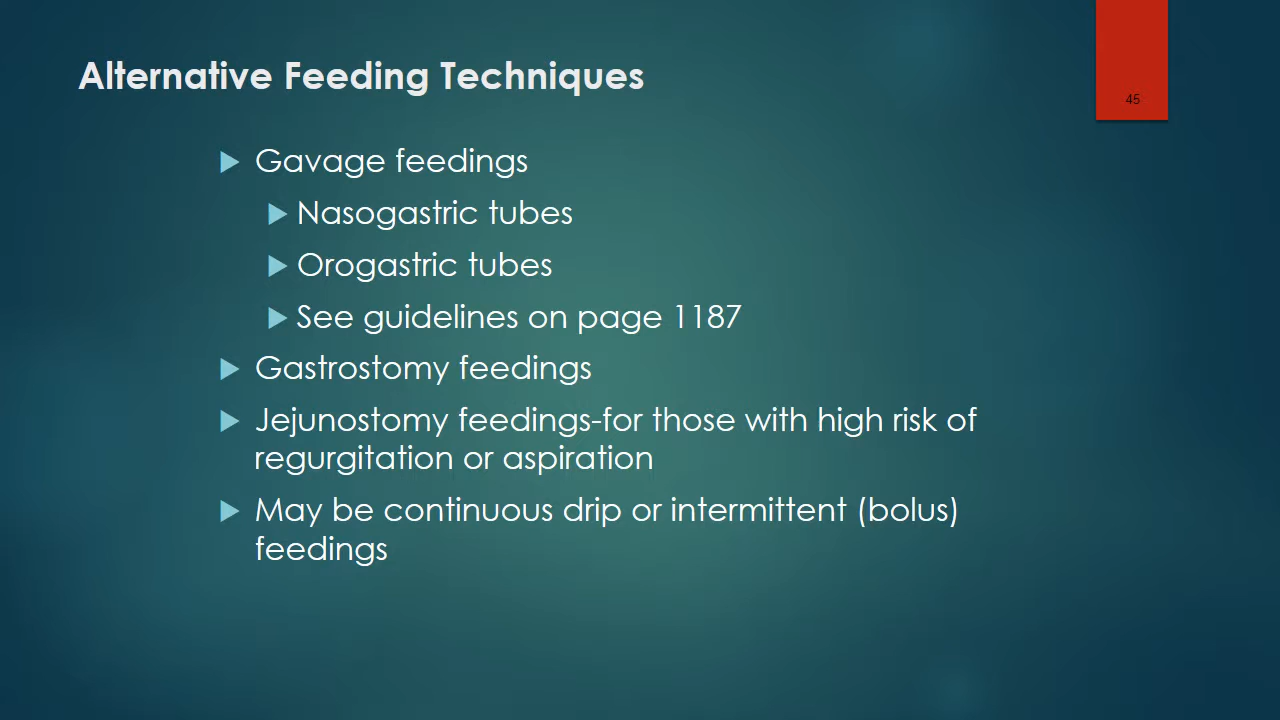 Alternative Feeding Techniques
45
Gavage feedings
Nasogastric tubes
Orogastric tubes
See guidelines on page 1187
Gastrostomy feedings
Jejunostomy feedings-for those with high risk of
regurgitation or aspiration
May be continuous drip or intermittent (bolus)
feedings